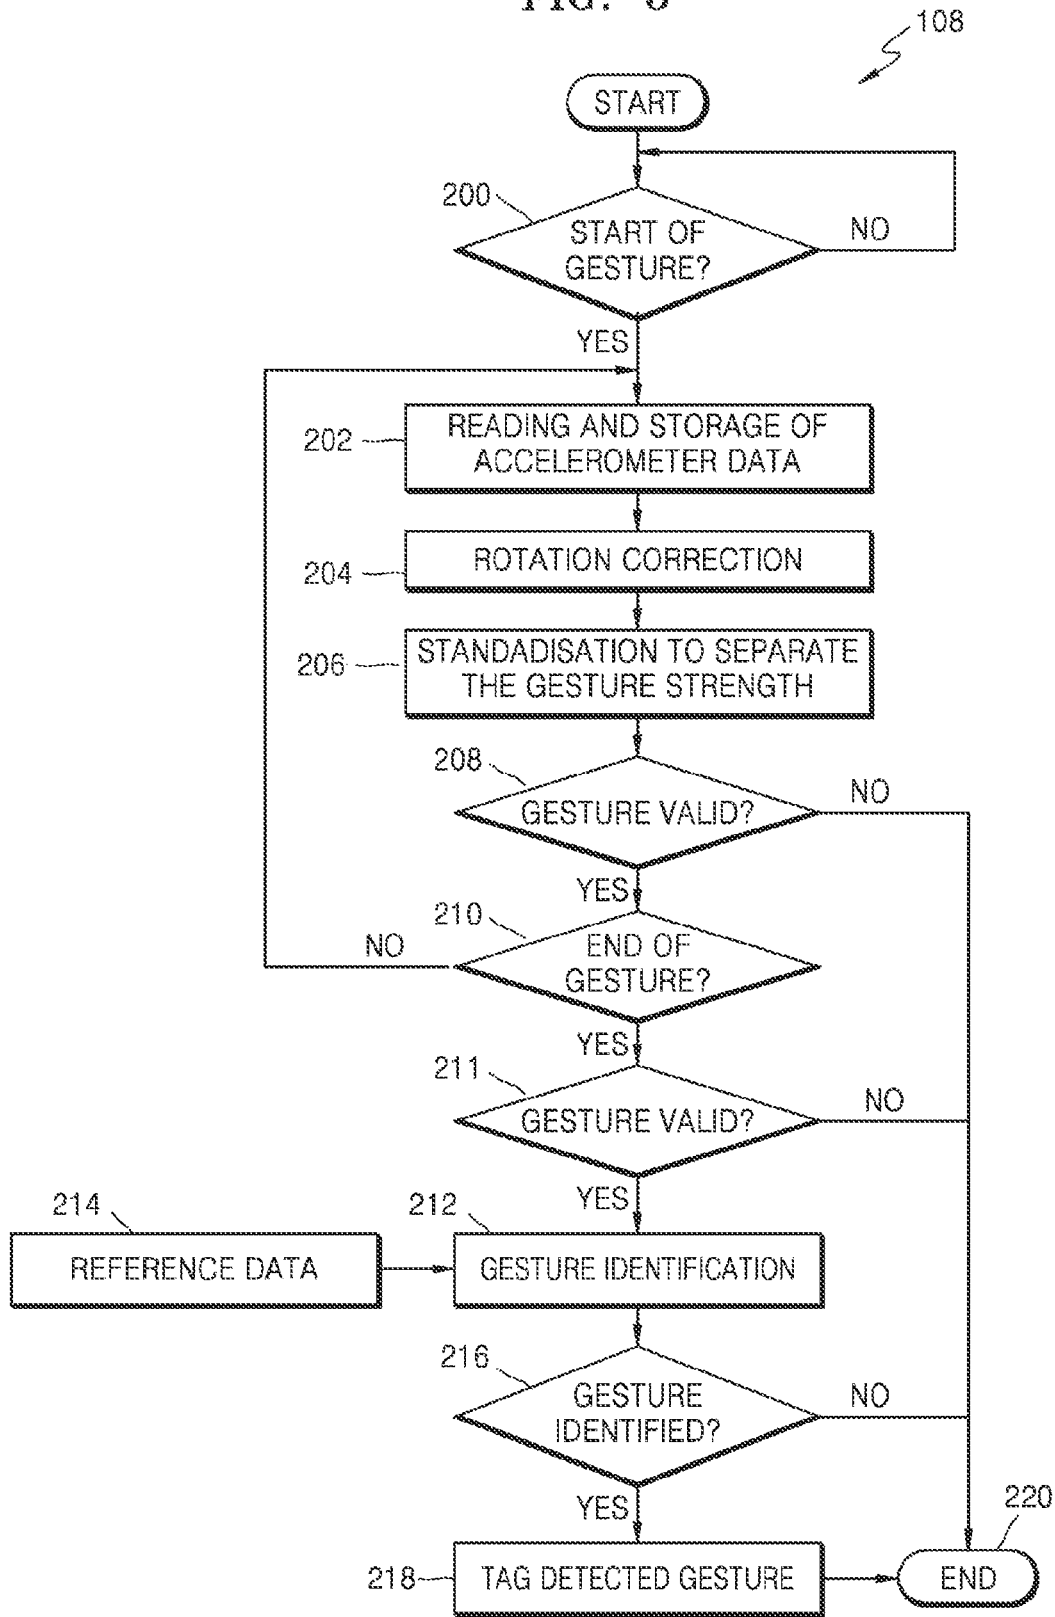 FIG.
108
START
200
START OF
GESTURE?
NO
YES
202
READING AND STORAGE OF
ACCELEROMETER DATA
204
ROTATION CORRECTION
206
STANDADISATION TO SEPARATE
THE GESTURE STRENGTH
208
GESTURE VALID?
NO
YES
210
END OF
GESTURE?
NO
YES
211
GESTURE VALID?
NO
YES
214
REFERENCE DATA
212
GESTURE IDENTIFICATION
216
GESTURE
IDENTIFIED?
NO
YES
218
TAG DETECTED GESTURE
220
END